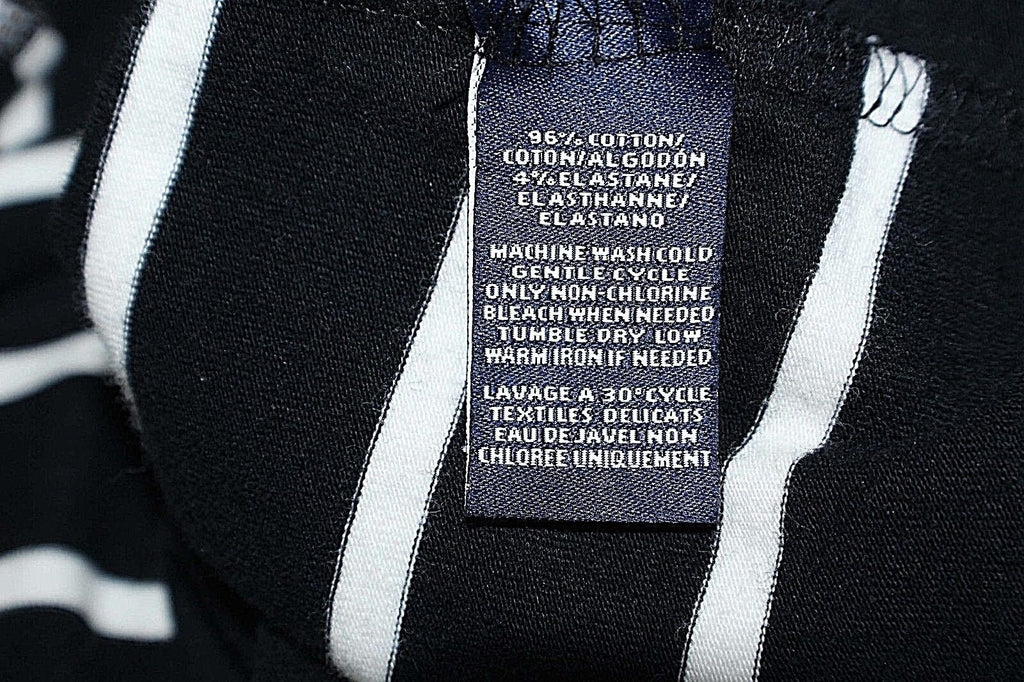 96% COTTON/
COTON/ALGODÓN
4% ELASTANE/
ELASTHANNE/
ELASTANO
MACHINE WASH COLD
GENTLE CYCLE
ONLY NON-CHLORINE
BLEACH WHEN NEEDED
TUMBLE DRY LOW
WARM IRON IF NEEDED
LAVAGE A 30° CYCLE
TEXTILES DELICATS
EAU DE JAVEL NON
CHLOREE UNIQUEMENT